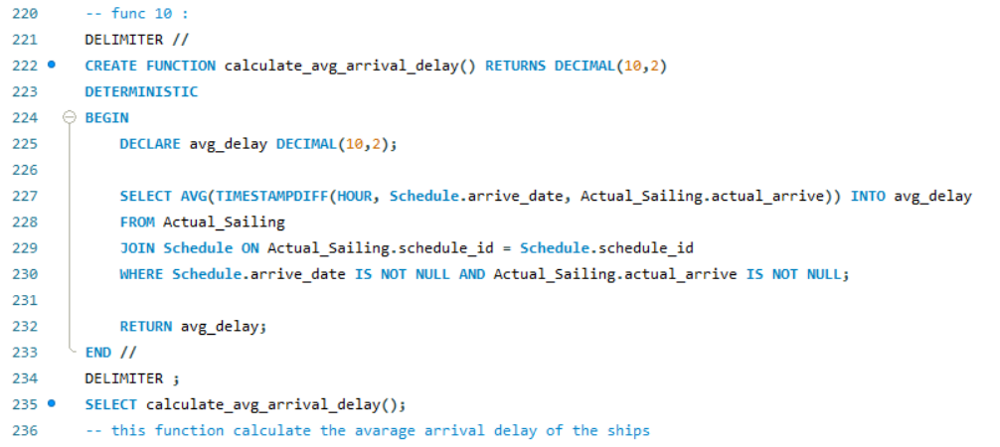 220 -- func 10 :
221 DELIMITER //
222 CREATE FUNCTION calculate_avg_arrival_delay() RETURNS DECIMAL(10,2)
223 DETERMINISTIC
224 BEGIN
225 DECLARE avg_delay DECIMAL(10,2);
226
227 SELECT AVG(TIMESTAMPDIFF(HOUR, Schedule.arrive_date, Actual_Sailing.actual_arrive)) INTO avg_delay
228 FROM Actual_Sailing
229 JOIN Schedule ON Actual_Sailing.schedule_id = Schedule.schedule_id
230 WHERE Schedule.arrive_date IS NOT NULL AND Actual_Sailing.actual_arrive IS NOT NULL;
231
232 RETURN avg_delay;
233 END //
234 DELIMITER ;
235 SELECT calculate_avg_arrival_delay();
236 -- this function calculate the avarage arrival delay of the ships